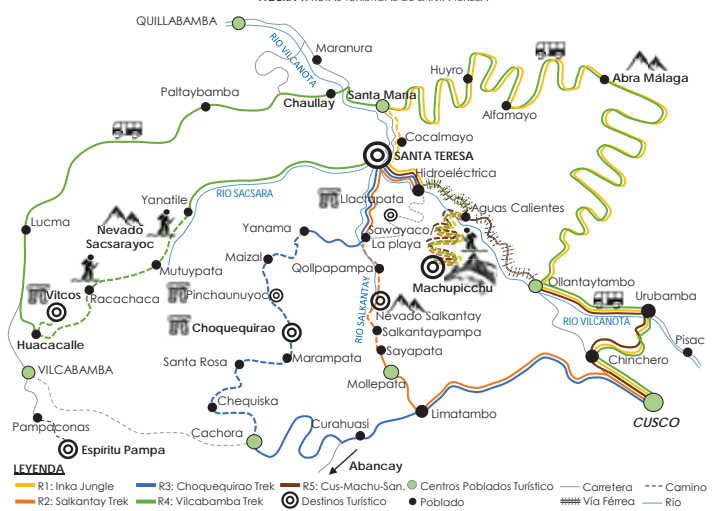 QUILLABAMBA
RIO VILCANOTA
Maranura
Huyro
Abra Málaga
Paltaybamba
Chaullay
Santa María
Alfamayo
Cocalmayo
SANTA TERESA
Hidroeléctrica
Yanatile
RIO SACSARA
Llactapata
Aguas Calientes
Lucma
Nevado
Sacsarayoc
Yanama
Sawayaco/
La playa
Maizal
Mutuypata
Qollpapampa
Machupicchu
Ollantaytambo
Vitcos
Racachaca
Pinchaunuyoc
Urubamba
RIO SALKANTAY
Nevado Salkantay
RIO VILCANOTA
Choquequirao
Salkantaypampa
Pisac
Huacacalle
Sayapata
Santa Rosa
Marampata
Chinchero
VILCABAMBA
Mollepata
Chequiska
Limatambo
Pampaconas
Cachora
Curahuasi
CUSCO
Espíritu Pampa
Abancay
LEYENDA
R1: Inka Jungle
R3: Choquequirao Trek
R5: Cus-Machu-San.
Centros Poblados Turístico
Carretera
Camino
R2: Salkantay Trek
R4: Vilcabamba Trek
Destinos Turístico
Poblado
Vía Férrea
Rio